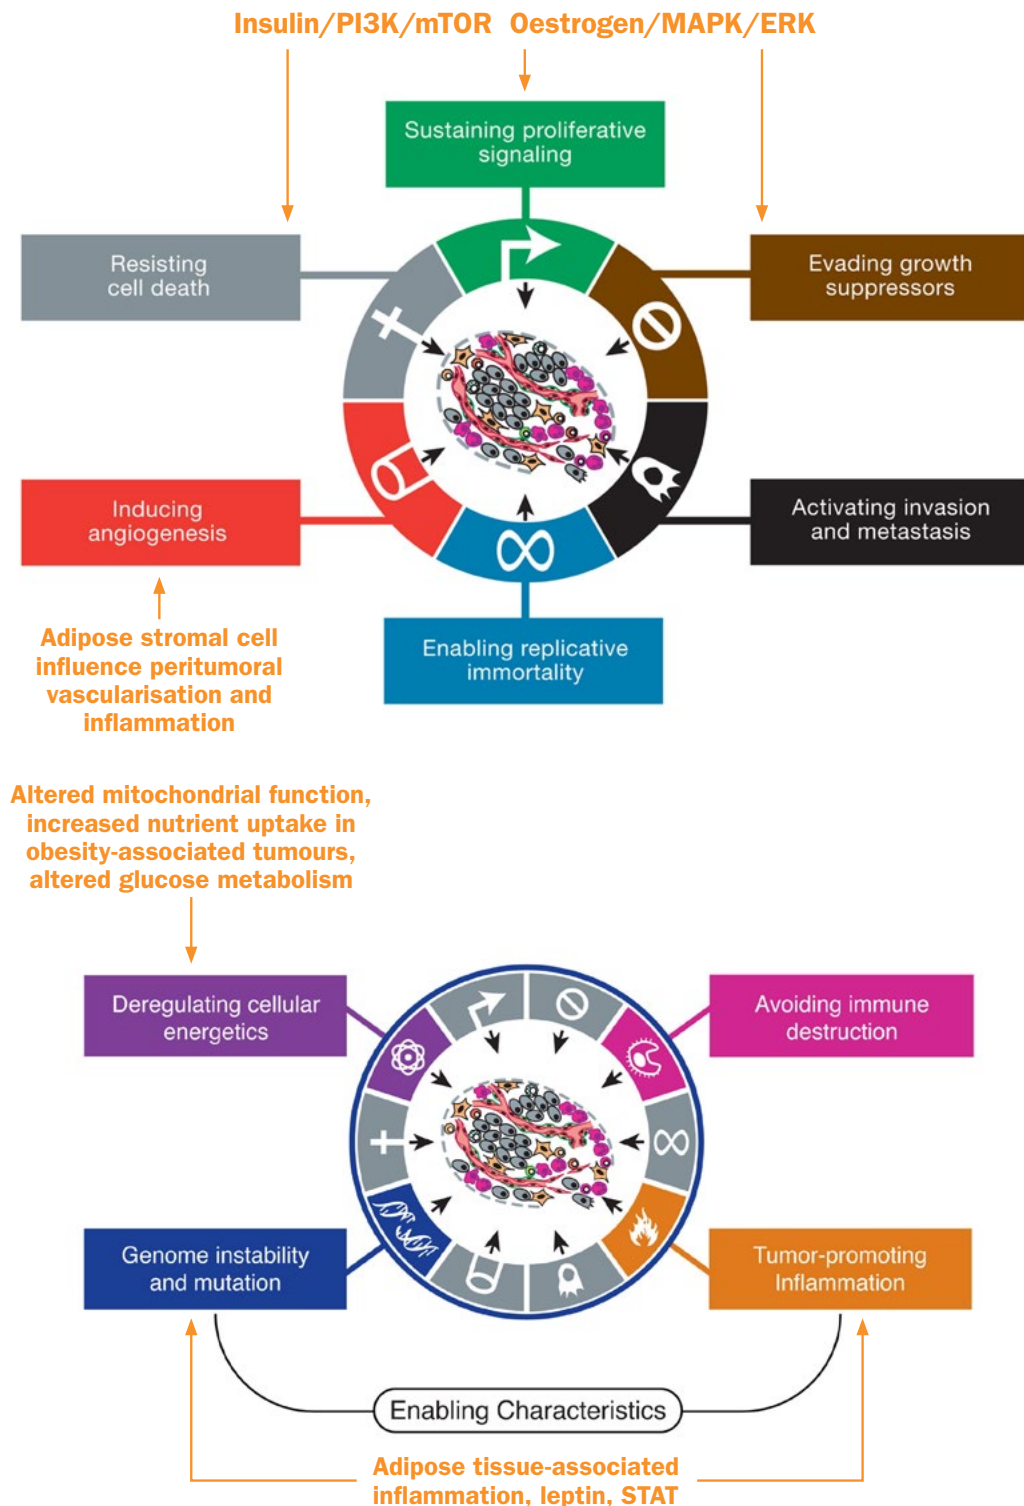 Insulin/PI3K/mTOR Oestrogen/MAPK/ERK
Sustaining proliferative
signaling
Resisting
cell death
Evading growth
suppressors
Inducing
angiogenesis
Activating invasion
and metastasis
Adipose stromal cell
influence peritumoral
vascularisation and
inflammation
Enabling replicative
immortality
Altered mitochondrial function,
increased nutrient uptake in
obesity-associated tumours,
altered glucose metabolism
Deregulating cellular
energetics
Avoiding immune
destruction
Genome instability
and mutation
Tumor-promoting
Inflammation
Enabling Characteristics
Adipose tissue-associated
inflammation, leptin, STAT